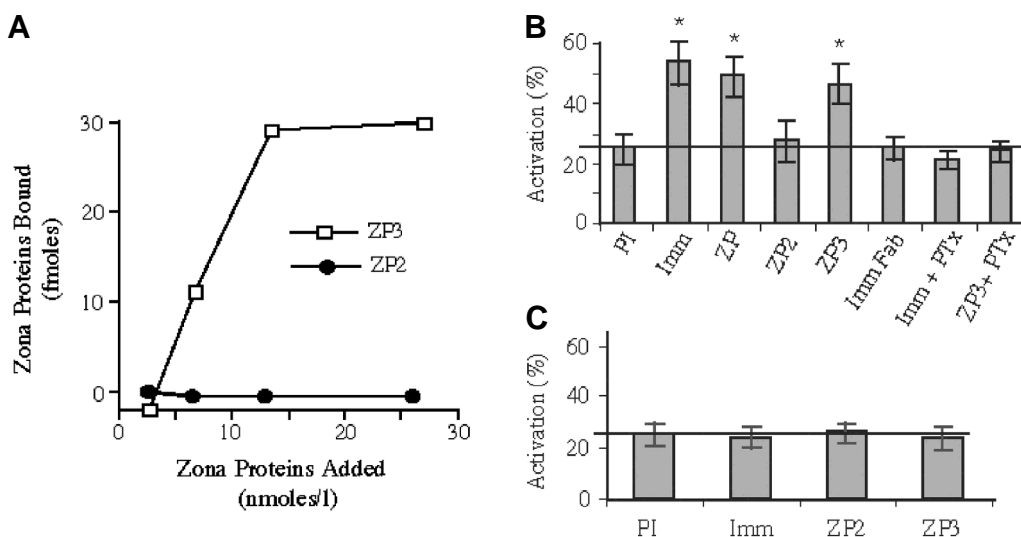 A
Zona Proteins Bound
(fmoles)
30
20
10
0
ZP3
ZP2
0
10
20
30
Zona Proteins Added
(nmoles/l)
B
Activation (%)
60
40
20
0
*
*
*
PI
Imm
ZP
ZP2
ZP3
Imm Fab
Imm + PTx
ZP3+ PTx
C
Activation (%)
60
40
20
0
PI
Imm
ZP2
ZP3